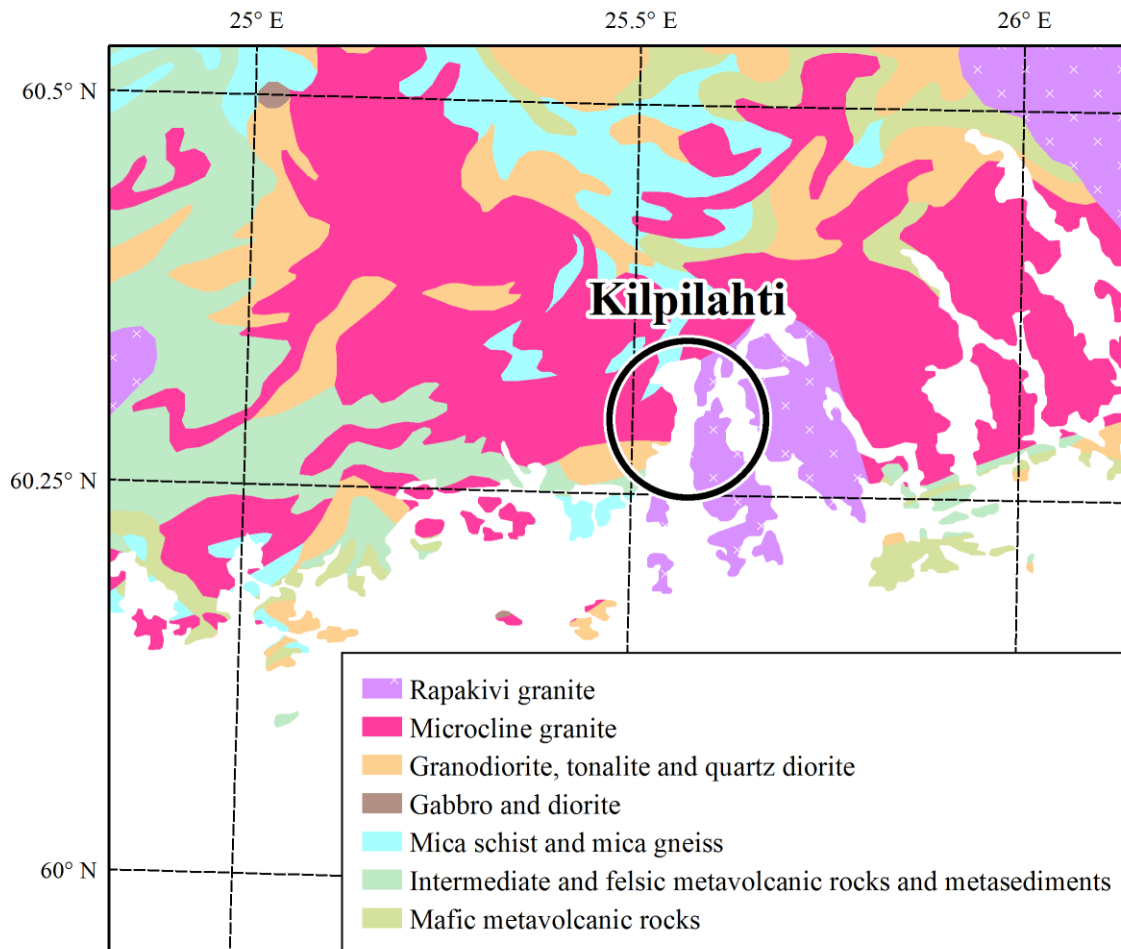 25° E
25.5° E
26° E
60.5° N
Kilpilahti
60.25° N
60° N
Rapakivi granite
Microcline granite
Granodiorite, tonalite and quartz diorite
Gabbro and diorite
Mica schist and mica gneiss
Intermediate and felsic metavolcanic rocks and metasediments
Mafic metavolcanic rocks